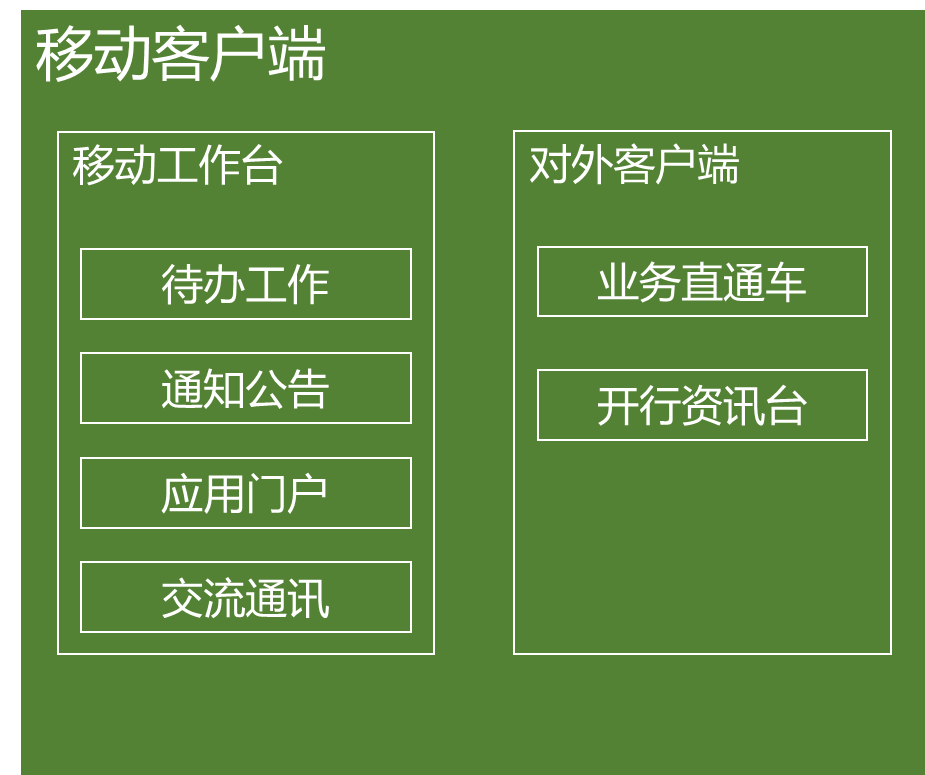 移动客户端
移动工作台
待办工作
通知公告
应用门户
交流通讯
对外客户端
业务直通车
开行资讯台